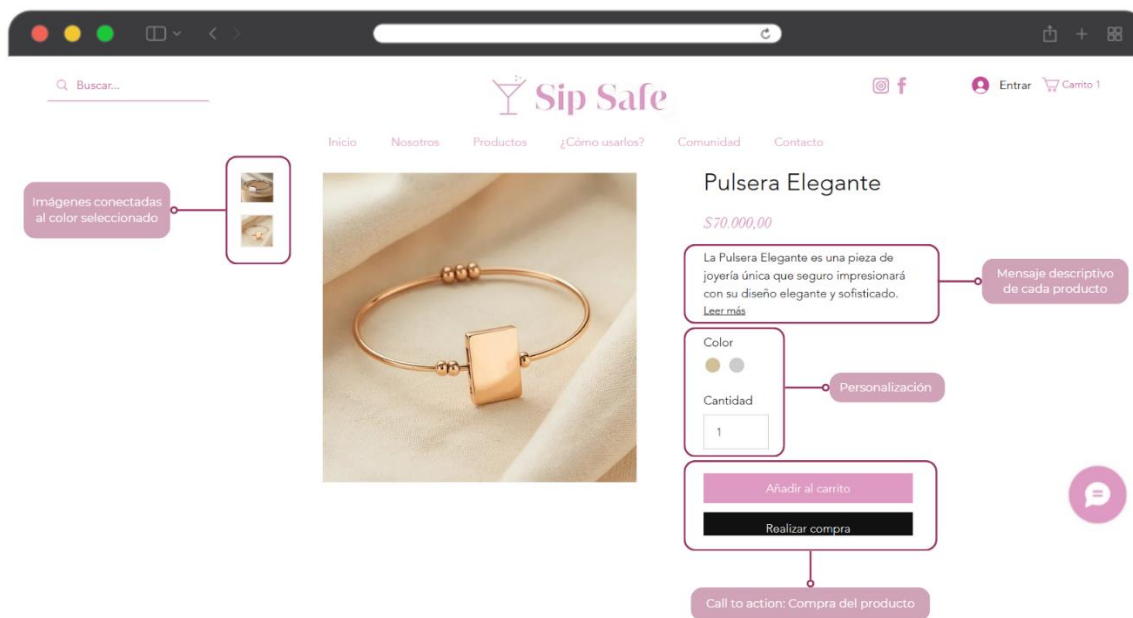 Buscar...
Sip Safe
Entrar
Carrito 1
Inicio
Nosotros
Productos
¿Cómo usarlos?
Comunidad
Contacto
Imágenes conectadas
al color seleccionado
Pulsera Elegante
$70.000,00
La Pulsera Elegante es una pieza de
joyería única que seguro impresionará
con su diseño elegante y sofisticado.
Leer más
Mensaje descriptivo
de cada producto
Color
Personalización
Cantidad
1
Añadir al carrito
Realizar compra
Call to action: Compra del producto